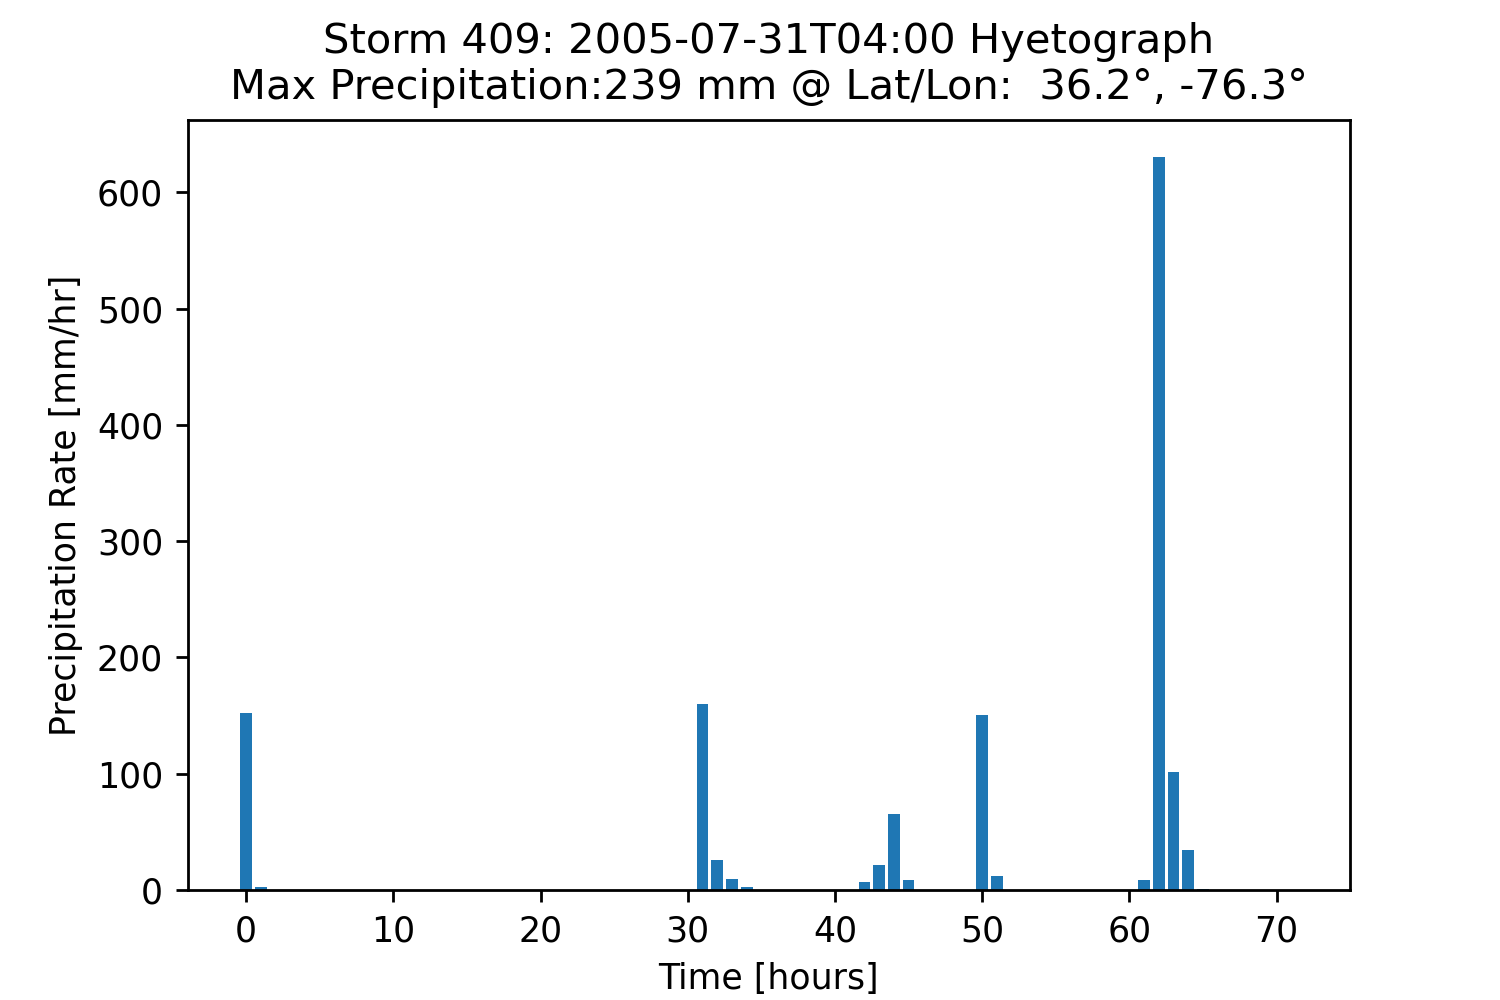 Storm 409: 2005-07-31T04:00 Hyetograph
Max Precipitation:239 mm @ Lat/Lon:  36.2°, -76.3°
Precipitation Rate [mm/hr]
600
500
400
300
200
100
0
0 10 20 30 40 50 60 70
Time [hours]